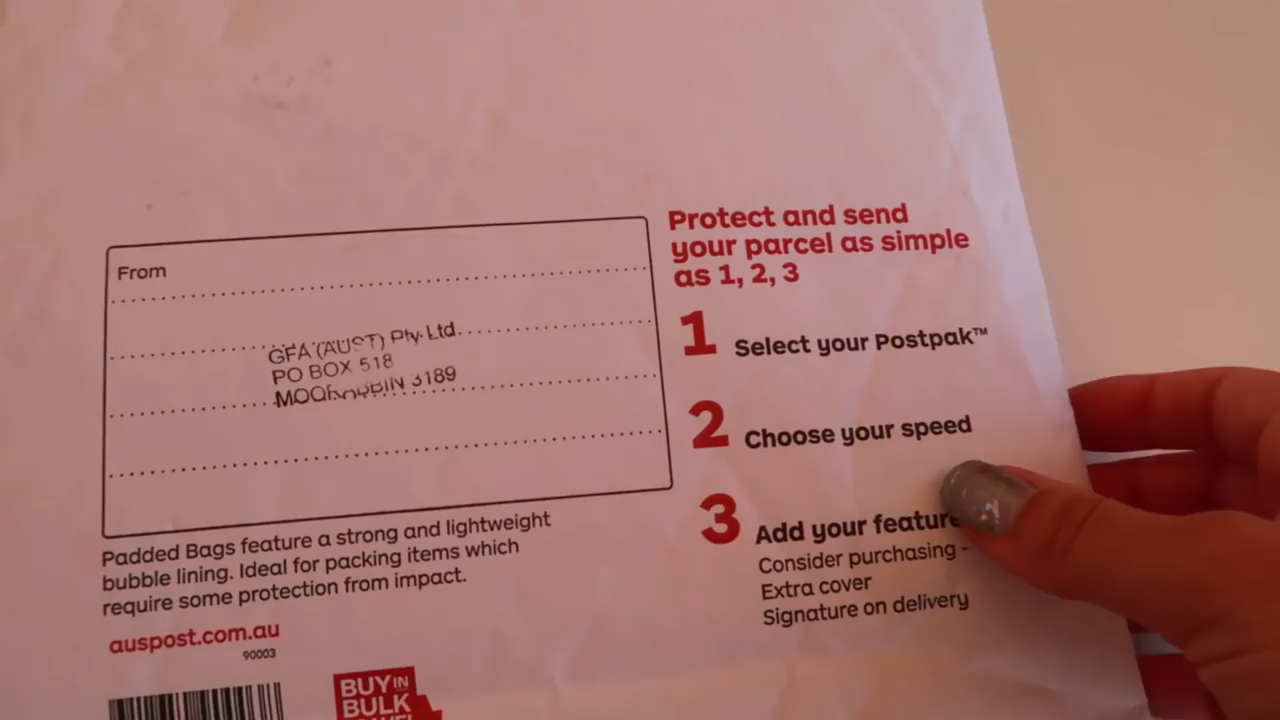 From
GFA (AUST) Pty Ltd
PO BOX 518
MOORABBIN 3189
Padded Bags feature a strong and lightweight
bubble lining. Ideal for packing items which
require some protection from impact.
auspost.com.au
90003
BUY IN
BULK
Protect and send
your parcel as simple
as 1, 2, 3
1 Select your Postpak™
2 Choose your speed
3 Add your feature
Consider purchasing -
Extra cover
Signature on delivery